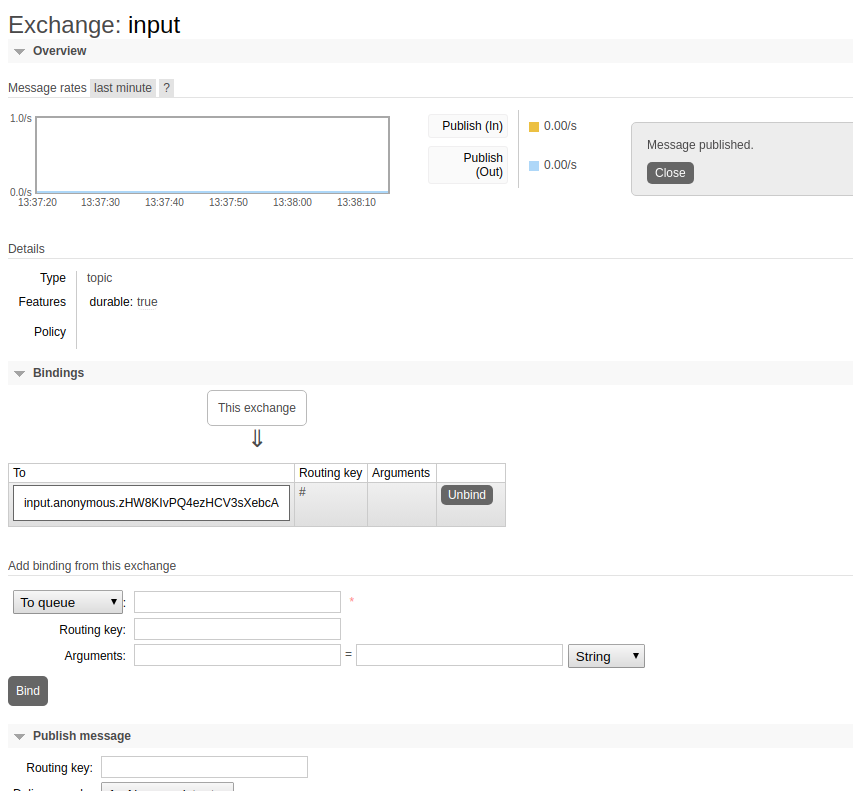 Exchange: input
Overview
Message rates last minute ?
1.0/s
0.0/s
13:37:20 13:37:30 13:37:40 13:37:50 13:38:00 13:38:10
Publish (In) 0.00/s
Publish
(Out) 0.00/s
Message published.
Close
Details
Type topic
Features durable: true
Policy
Bindings
This exchange
⇓
To Routing key Arguments
input.anonymous.zHW8KIvPQ4ezHCV3sXebcA # Unbind
Add binding from this exchange
To queue : *
Routing key:
Arguments: = String
Bind
Publish message
Routing key: